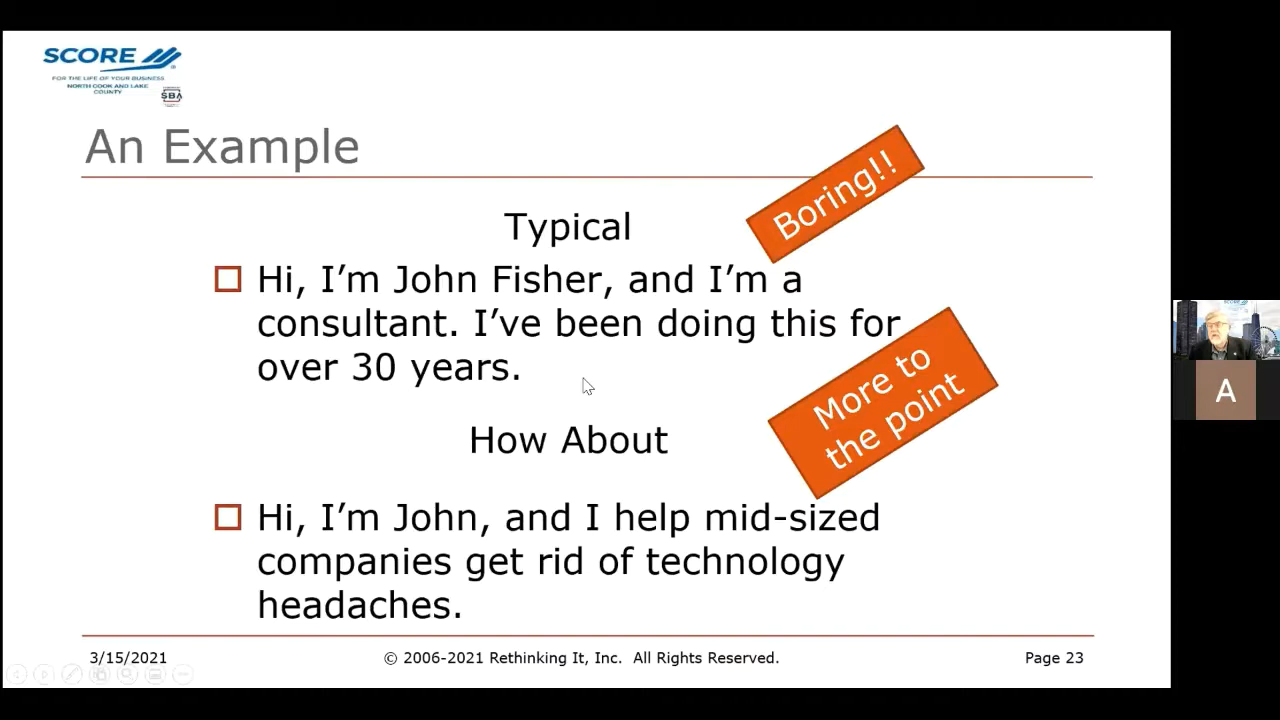 SCORE
FOR THE LIFE OF YOUR BUSINESS
NORTH COOK AND LAKE
COUNTY
SBA
An Example
Boring!!
Typical
Hi, I’m John Fisher, and I’m a
consultant. I’ve been doing this for
over 30 years.
More to
the point
How About
Hi, I’m John, and I help mid-sized
companies get rid of technology
headaches.
3/15/2021
© 2006-2021 Rethinking It, Inc. All Rights Reserved.
Page 23
A